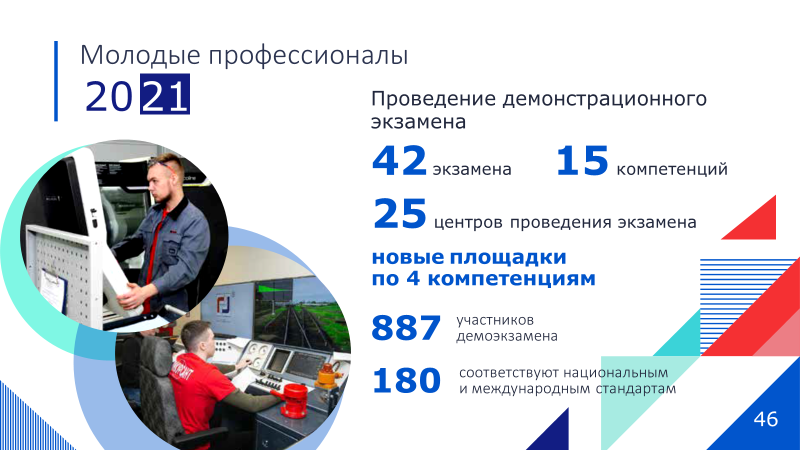 Молодые профессионалы
2021
Проведение демонстрационного
экзамена
42 экзамена 15 компетенций
25 центров проведения экзамена
новые площадки
по 4 компетенциям
887 участников
демоэкзамена
180 соответствуют национальным
и международным стандартам
46